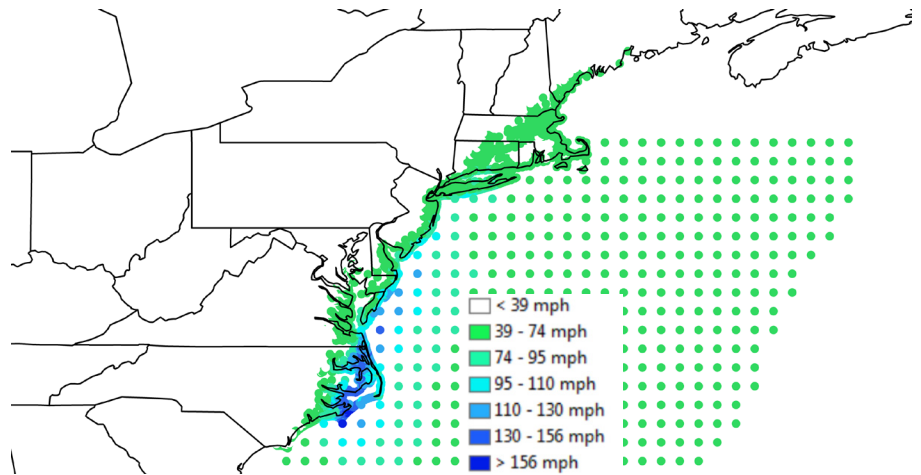 < 39 mph
39 - 74 mph
74 - 95 mph
95 - 110 mph
110 - 130 mph
130 - 156 mph
> 156 mph